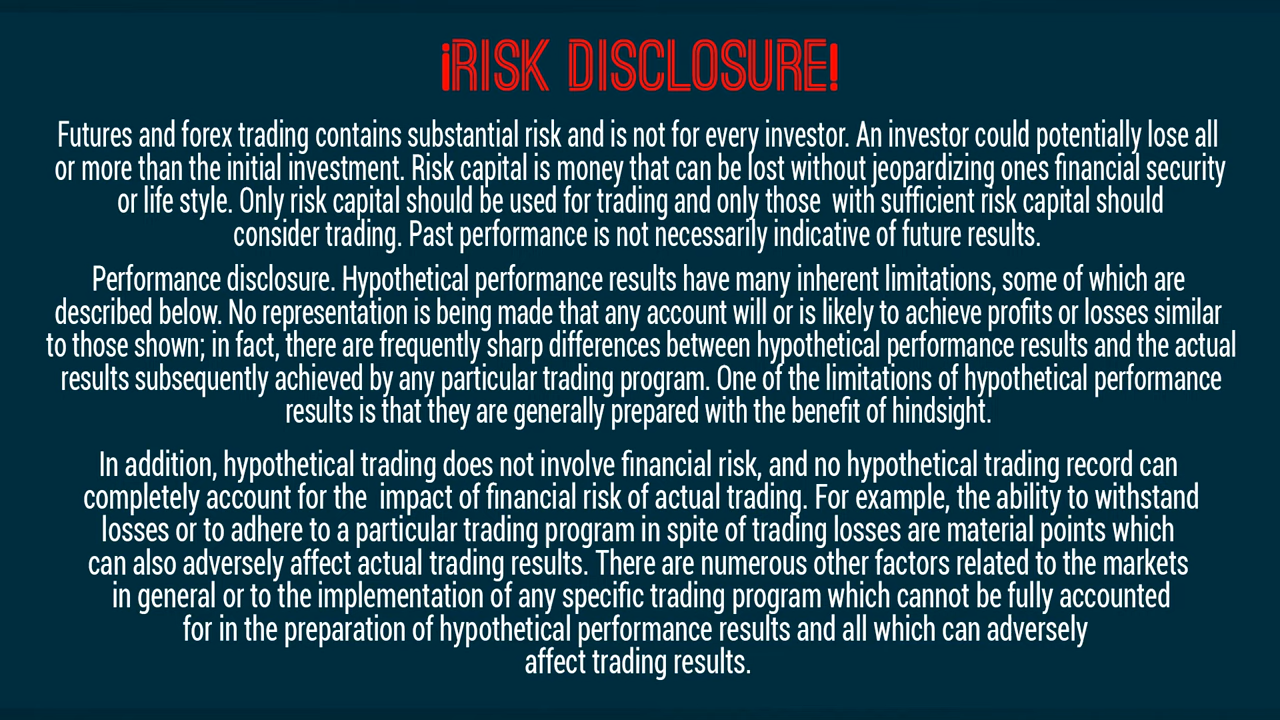 ¡RISK DISCLOSURE!
Futures and forex trading contains substantial risk and is not for every investor. An investor could potentially lose all
or more than the initial investment. Risk capital is money that can be lost without jeopardizing ones financial security
or life style. Only risk capital should be used for trading and only those with sufficient risk capital should
consider trading. Past performance is not necessarily indicative of future results.
Performance disclosure. Hypothetical performance results have many inherent limitations, some of which are
described below. No representation is being made that any account will or is likely to achieve profits or losses similar
to those shown; in fact, there are frequently sharp differences between hypothetical performance results and the actual
results subsequently achieved by any particular trading program. One of the limitations of hypothetical performance
results is that they are generally prepared with the benefit of hindsight.
In addition, hypothetical trading does not involve financial risk, and no hypothetical trading record can
completely account for the impact of financial risk of actual trading. For example, the ability to withstand
losses or to adhere to a particular trading program in spite of trading losses are material points which
can also adversely affect actual trading results. There are numerous other factors related to the markets
in general or to the implementation of any specific trading program which cannot be fully accounted
for in the preparation of hypothetical performance results and all which can adversely
affect trading results.